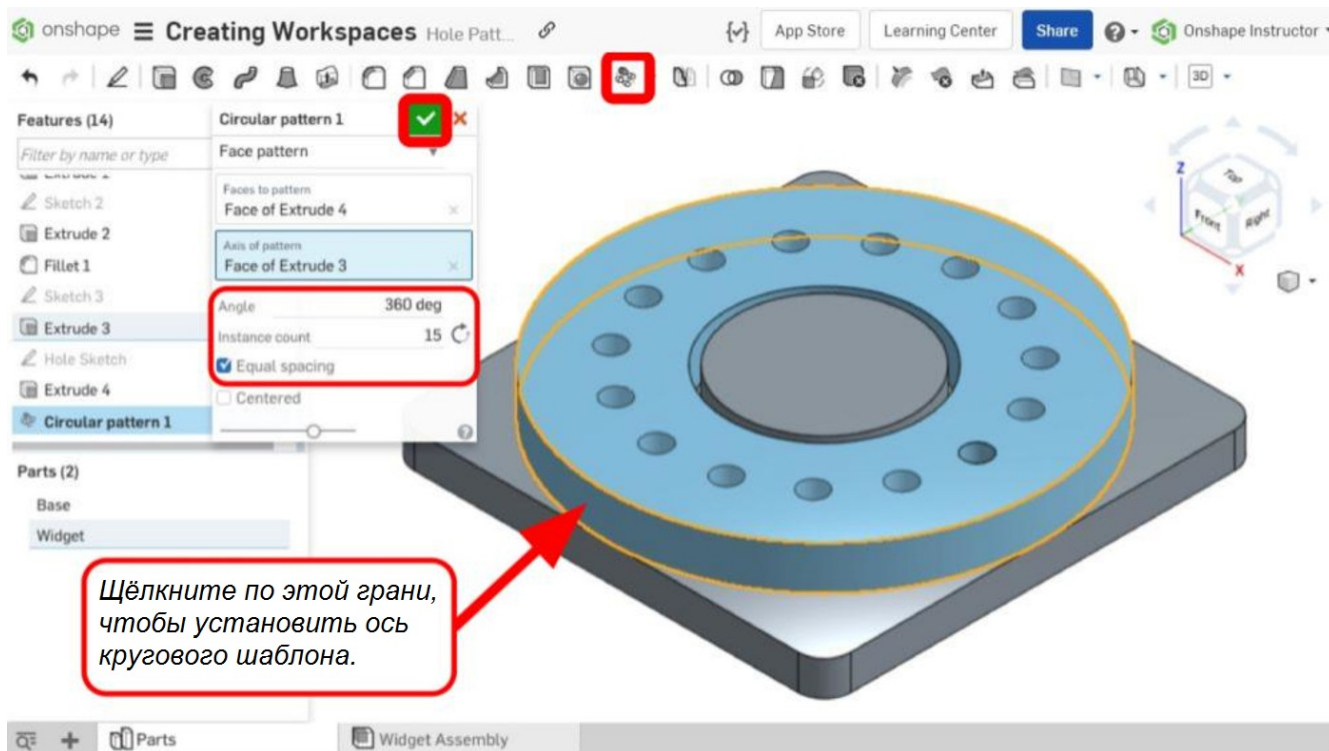 onshape Creating Workspaces Hole Patt... App Store Learning Center Share Onshape Instructor
3D
Features (14)
Filter by name or type
Sketch 2
Extrude 2
Fillet 1
Sketch 3
Extrude 3
Hole Sketch
Extrude 4
Circular pattern 1
Parts (2)
Base
Widget
Circular pattern 1
Face pattern
Faces to pattern
Face of Extrude 4
Axis of pattern
Face of Extrude 3
Angle 360 deg
Instance count 15
Equal spacing
Centered
Щёлкните по этой грани,
чтобы установить ось
кругового шаблона.
Z
Top
Front
Right
X
Parts Widget Assembly